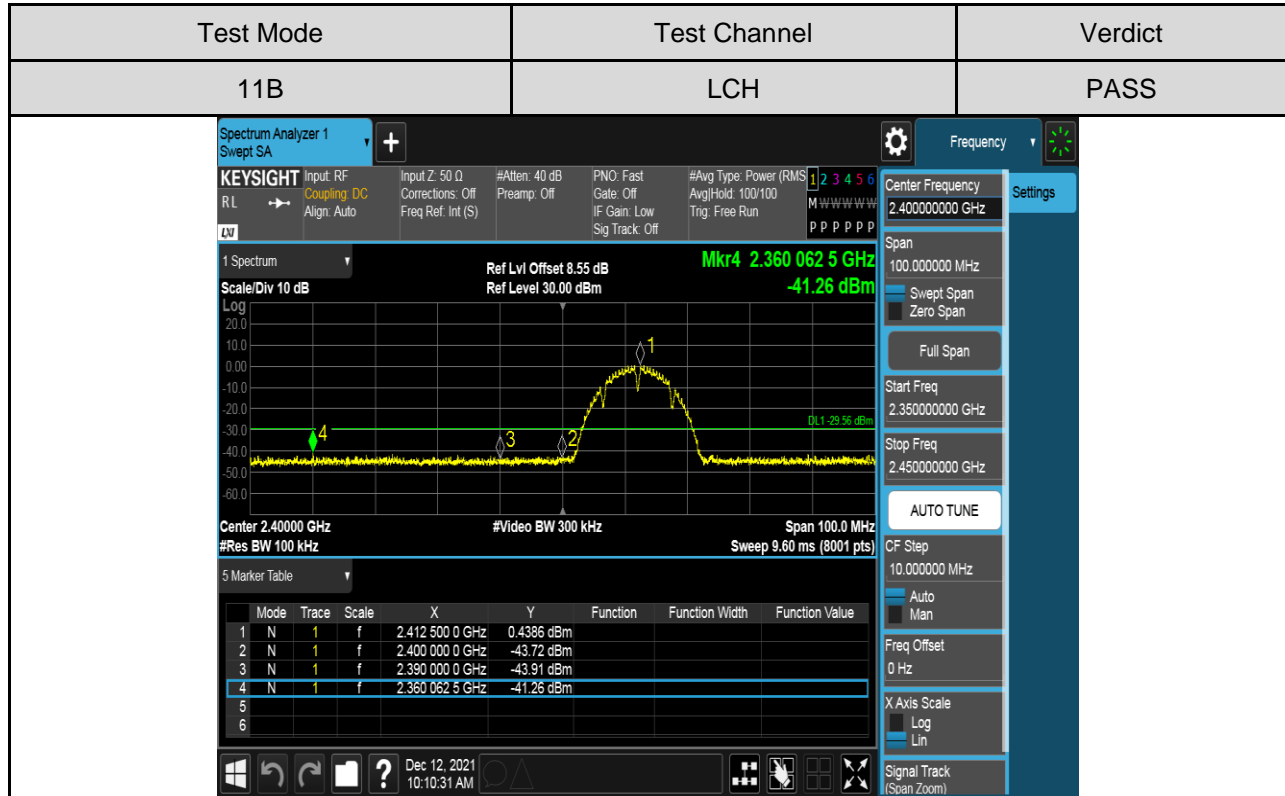 Test Mode Test Channel Verdict
11B LCH PASS
Spectrum Analyzer 1
Swept SA
+
Frequency
KEYSIGHT
RL
LXI
Input: RF
Coupling: DC
Align: Auto
Input Z: 50 Ω
Corrections: Off
Freq Ref: Int (S)
#Atten: 40 dB
Preamp: Off
PNO: Fast
Gate: Off
IF Gain: Low
Sig Track: Off
#Avg Type: Power (RMS
Avg|Hold: 100/100
Trig: Free Run
1 2 3 4 5 6
M W W W W W
P P P P P P
1 Spectrum
Scale/Div 10 dB
Ref Lvl Offset 8.55 dB
Ref Level 30.00 dBm
Mkr4 2.360 062 5 GHz
-41.26 dBm
Log
20.0
10.0
0.00
-10.0
-20.0
-30.0
-40.0
-50.0
-60.0
1
DL1 -29.56 dBm
4
3
2
Center 2.40000 GHz #Video BW 300 kHz Span 100.0 MHz
#Res BW 100 kHz Sweep 9.60 ms (8001 pts)
5 Marker Table
Mode Trace Scale X Y Function Function Width Function Value
1 N 1 f 2.412 500 0 GHz 0.4386 dBm
2 N 1 f 2.400 000 0 GHz -43.72 dBm
3 N 1 f 2.390 000 0 GHz -43.91 dBm
4 N 1 f 2.360 062 5 GHz -41.26 dBm
5
6
?
Dec 12, 2021
10:10:31 AM
Center Frequency
2.400000000 GHz
Settings
Span
100.000000 MHz
Swept Span
Zero Span
Full Span
Start Freq
2.350000000 GHz
Stop Freq
2.450000000 GHz
AUTO TUNE
CF Step
10.000000 MHz
Auto
Man
Freq Offset
0 Hz
X Axis Scale
Log
Lin
Signal Track
(Span Zoom)